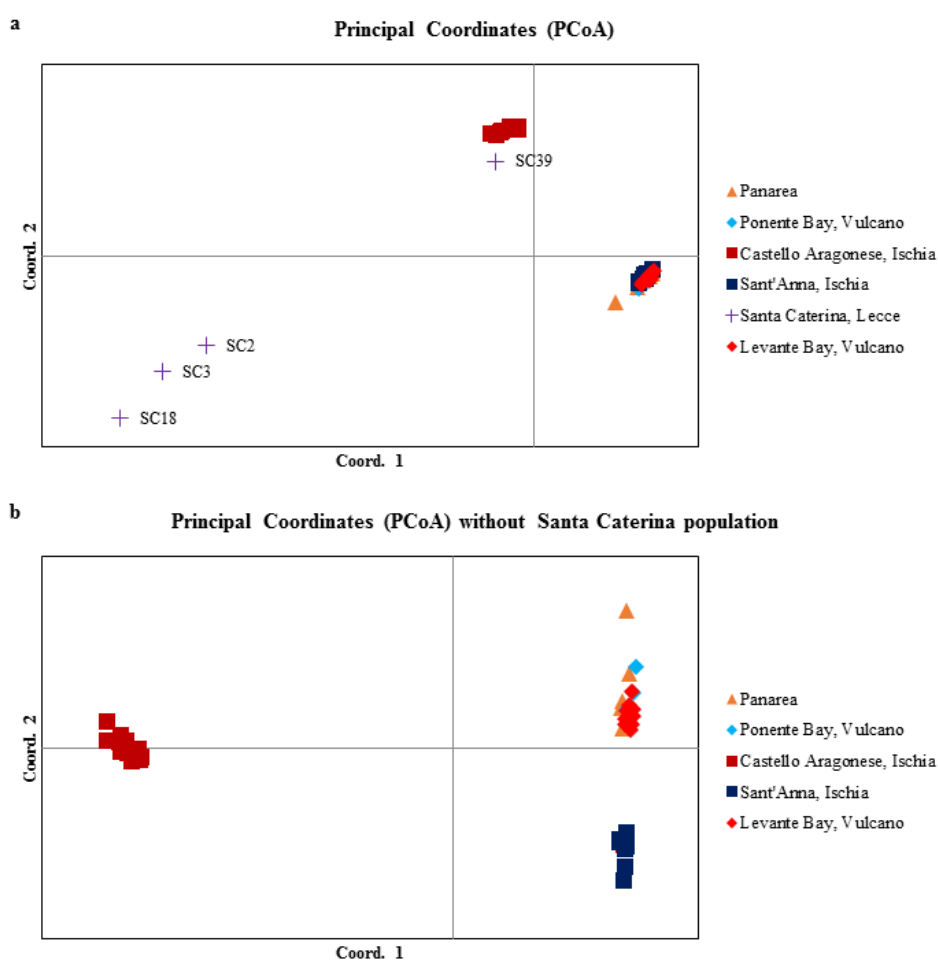 a
Principal Coordinates (PCoA)
Coord. 2
SC39
SC2
SC3
SC18
Coord. 1
Panarea
Ponente Bay, Vulcano
Castello Aragonese, Ischia
Sant'Anna, Ischia
Santa Caterina, Lecce
Levante Bay, Vulcano
b
Principal Coordinates (PCoA) without Santa Caterina population
Coord. 2
Coord. 1
Panarea
Ponente Bay, Vulcano
Castello Aragonese, Ischia
Sant'Anna, Ischia
Levante Bay, Vulcano